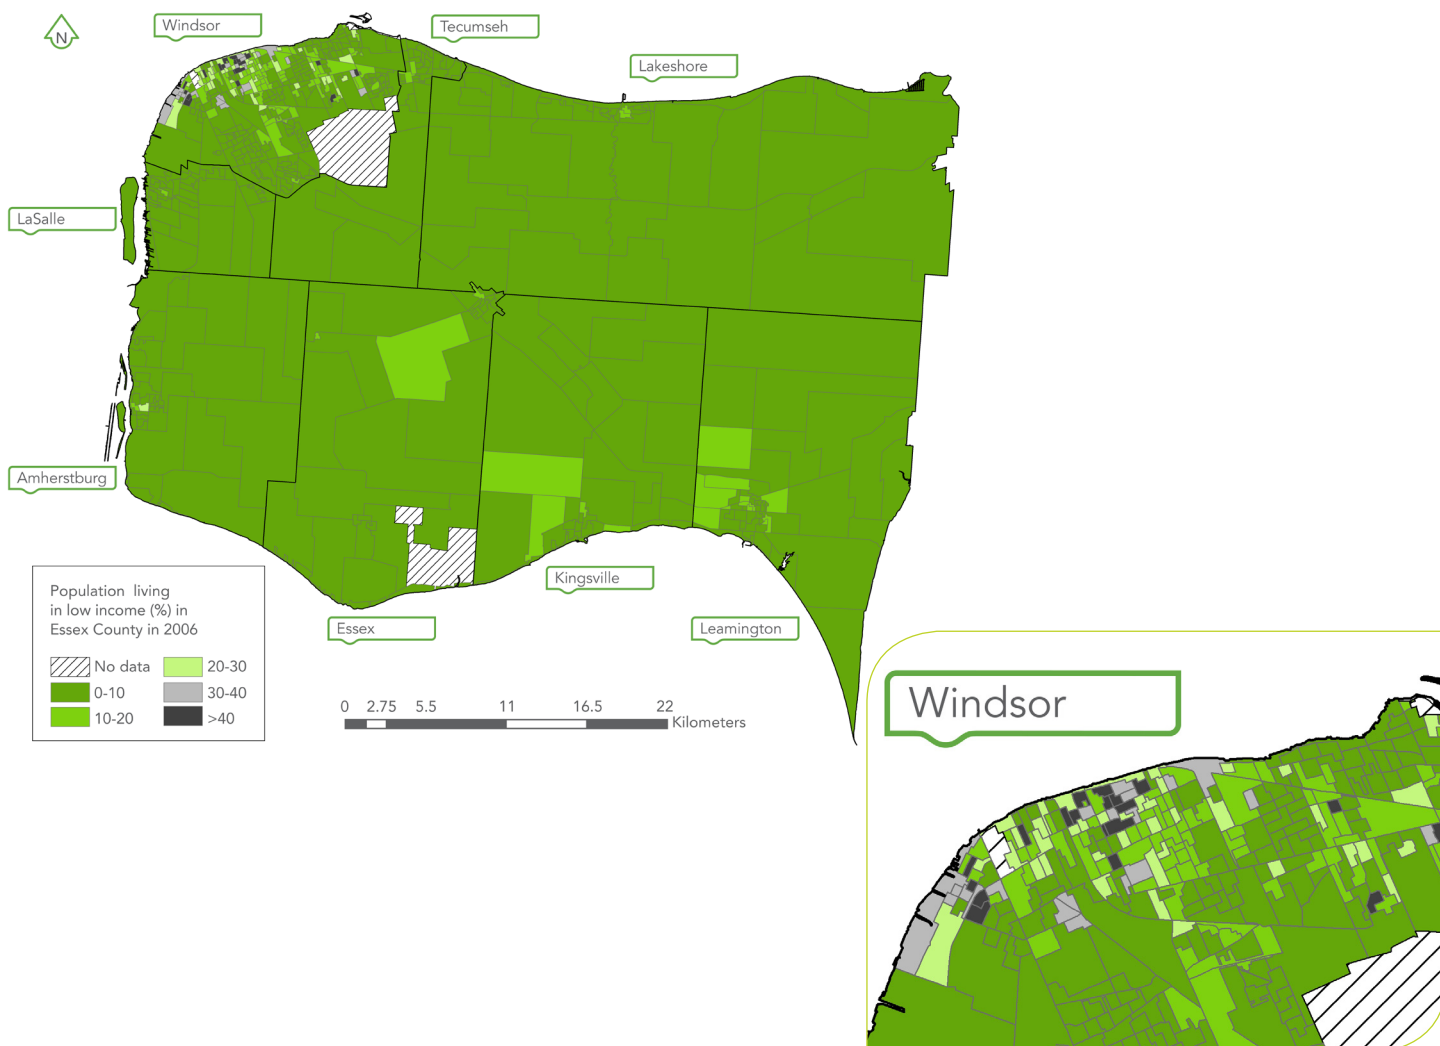 Windsor
Tecumseh
N
Lakeshore
LaSalle
Amherstburg
Kingsville
Essex
Leamington
Population living
in low income (%) in
Essex County in 2006
No data
20-30
0-10
30-40
10-20
>40
0 2.75 5.5 11 16.5 22
Kilometers
Windsor